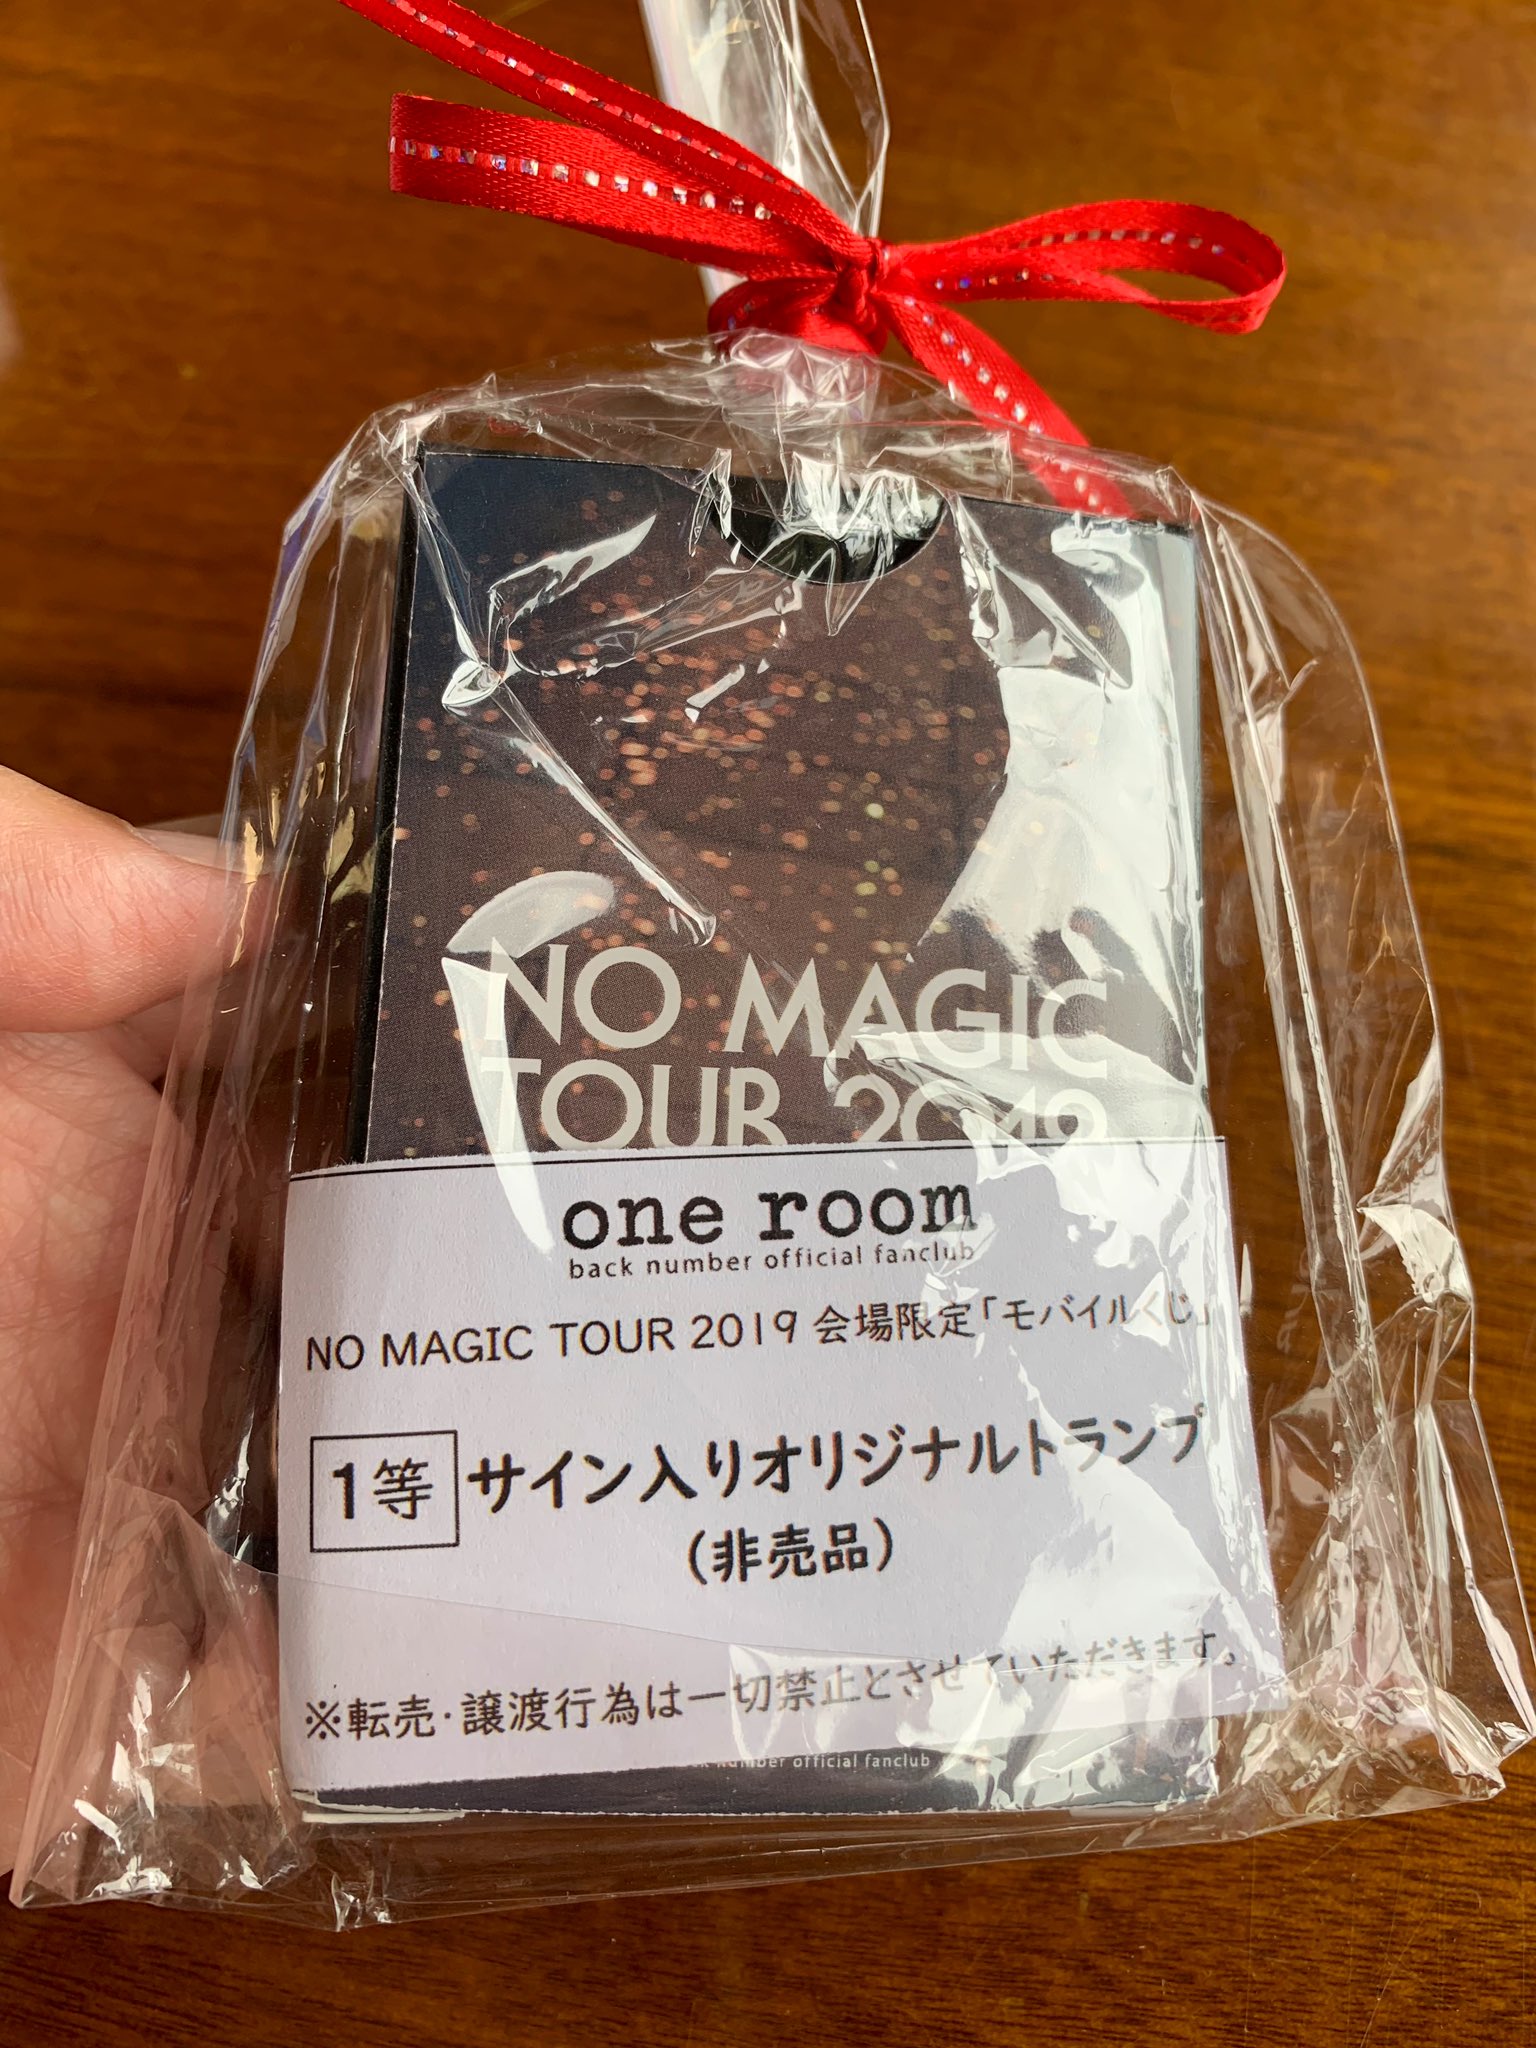 NO MAGIC
TOUR 2019
one room
back number official fanclub
NO MAGIC TOUR 2019 会場限定「モバイルくじ」
1等 サイン入りオリジナルトランプ
(非売品)
※転売・譲渡行為は一切禁止とさせていただきます。
number official fanclub